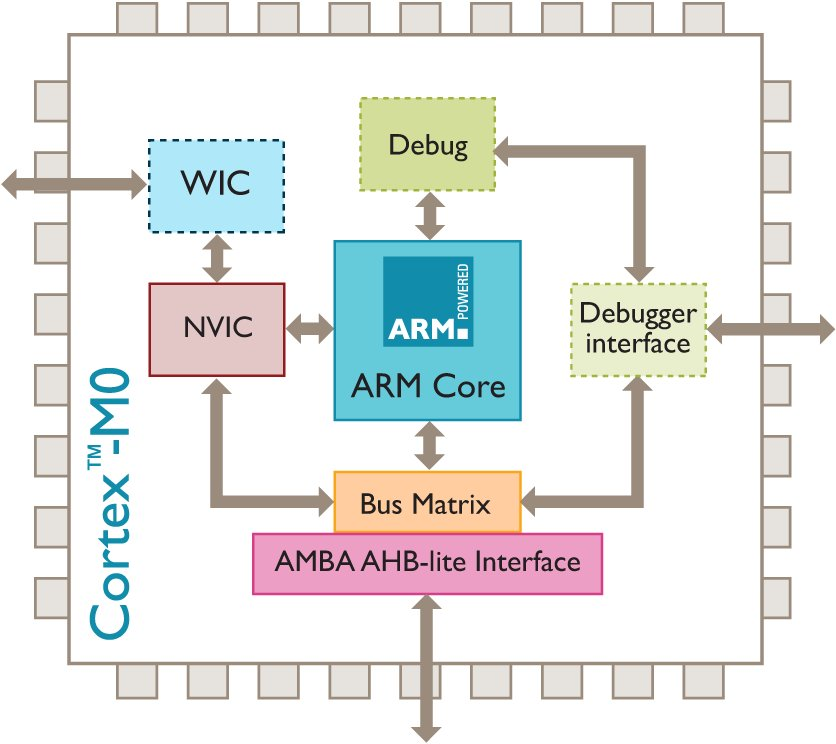 Debug
WIC
NVIC
ARM
POWERED
ARM Core
Debugger
interface
Bus Matrix
AMBA AHB-lite Interface
Cortex™-M0